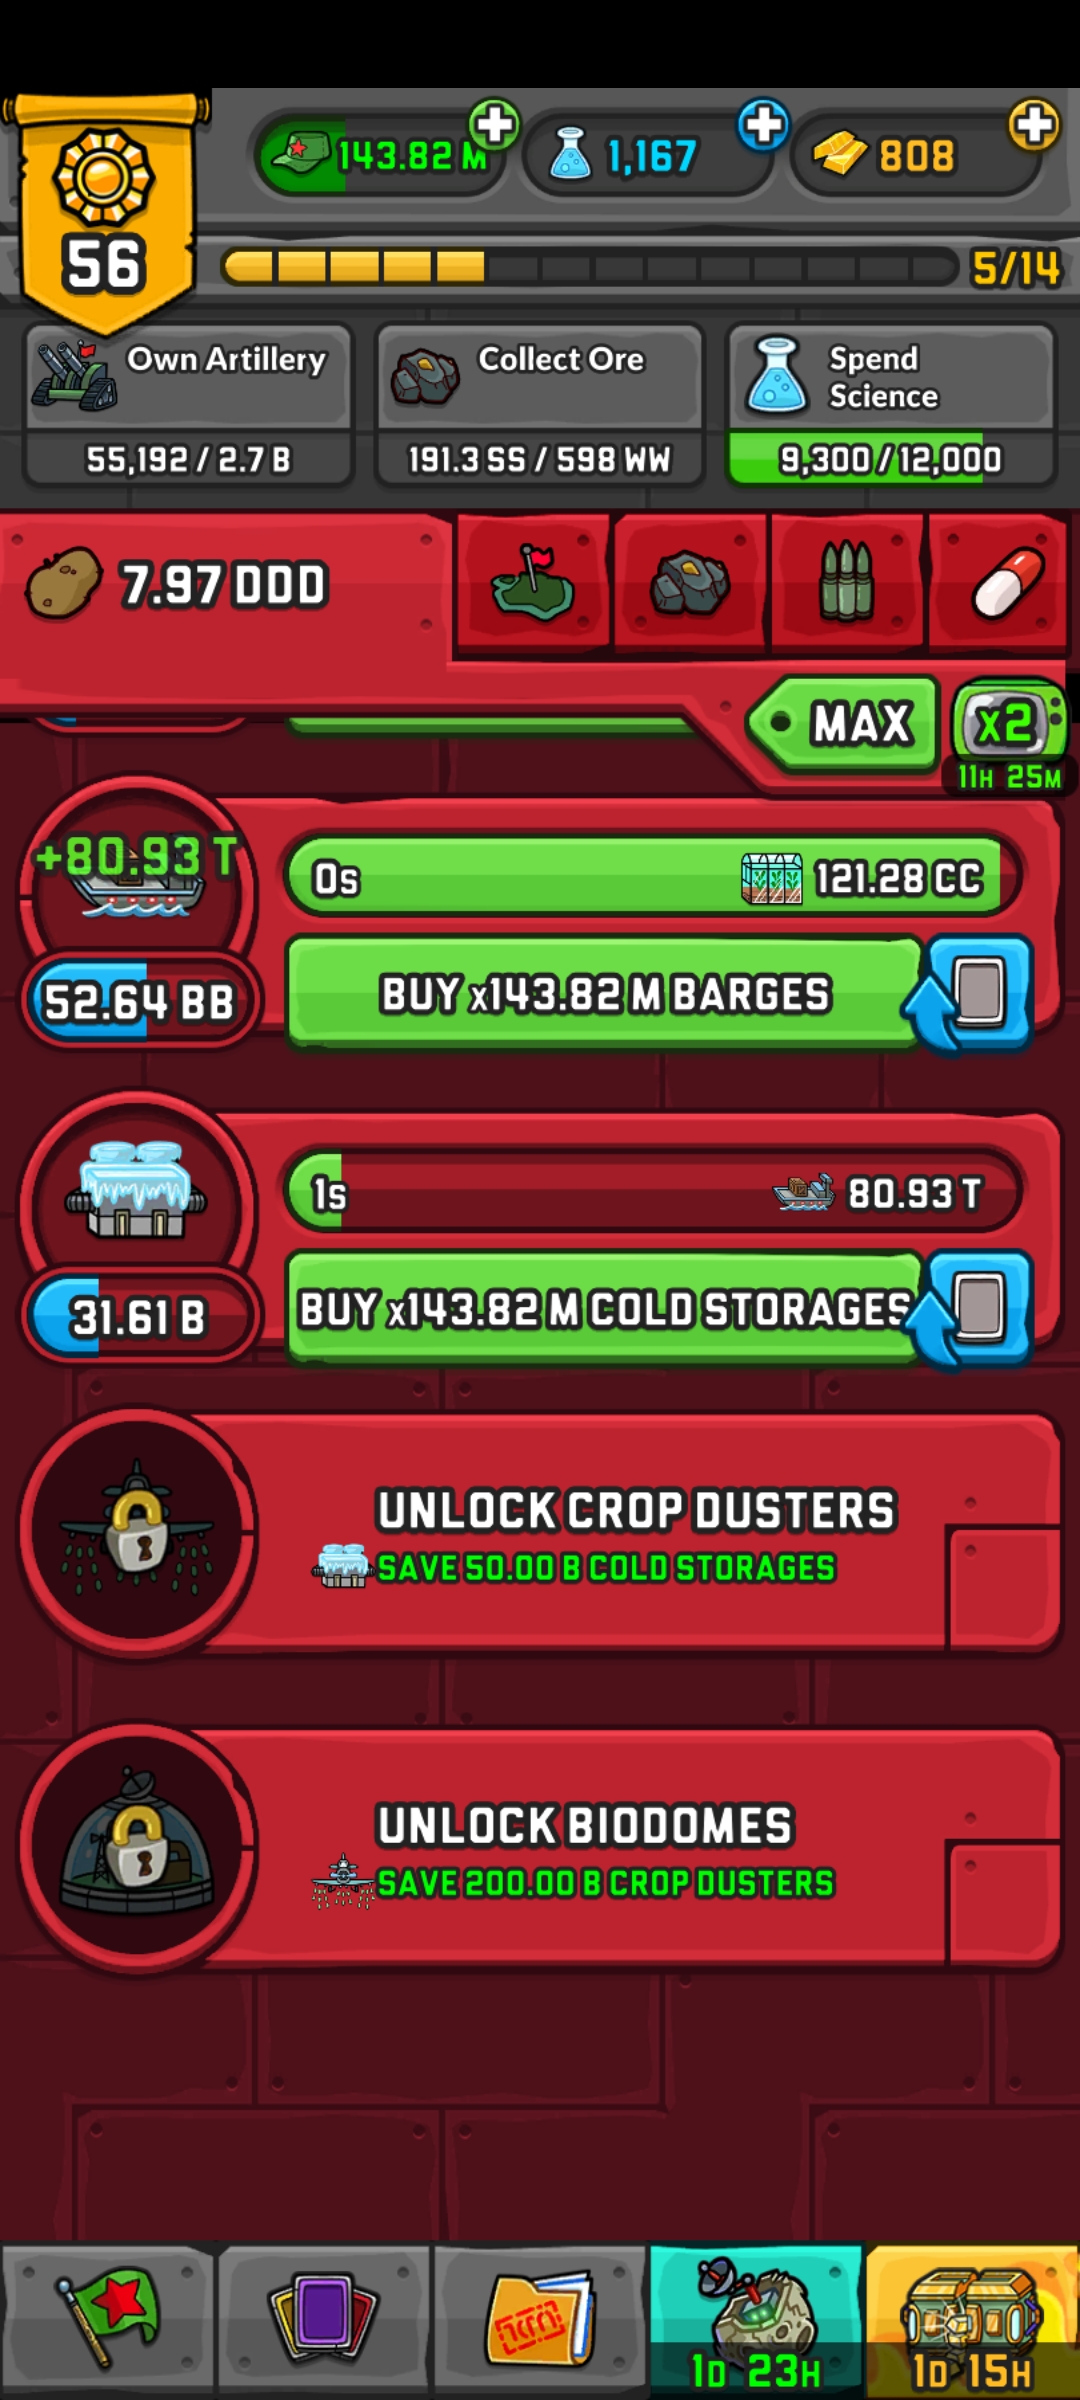 143.82 M
1,167
808
56
5/14
Own Artillery
55,192 / 2.7 B
Collect Ore
191.3 SS / 598 WW
Spend
Science
9,300 / 12,000
7.97 DDD
MAX
X2
11H 25M
+80.93 T
0s
121.28 CC
52.64 BB
BUY x143.82 M BARGES
1s
80.93 T
31.61 B
BUY x143.82 M COLD STORAGES
UNLOCK CROP DUSTERS
SAVE 50.00 B COLD STORAGES
UNLOCK BIODOMES
SAVE 200.00 B CROP DUSTERS
1D 23H
1D 15H